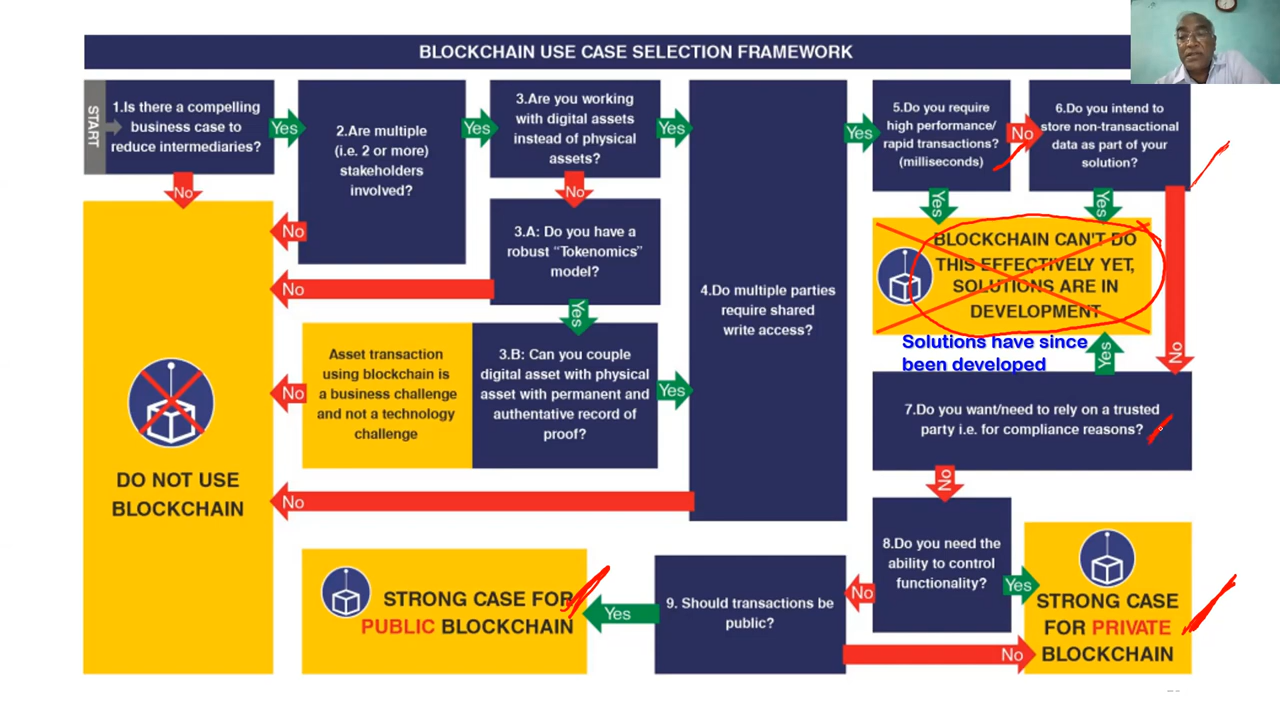 BLOCKCHAIN USE CASE SELECTION FRAMEWORK
START
1.Is there a compelling
business case to
reduce intermediaries?
Yes
No
2.Are multiple
(i.e. 2 or more)
stakeholders
involved?
Yes
No
3.Are you working
with digital assets
instead of physical
assets?
Yes
No
3.A: Do you have a
robust “Tokenomics”
model?
No
Yes
3.B: Can you couple
digital asset with physical
asset with permanent and
authentative record of
proof?
Yes
Asset transaction
using blockchain is
a business challenge
and not a technology
challenge
No
4.Do multiple parties
require shared
write access?
Yes
No
5.Do you require
high performance/
rapid transactions?
(milliseconds)
No
Yes
6.Do you intend to
store non-transactional
data as part of your
solution?
Yes
No
BLOCKCHAIN CAN'T DO
THIS EFFECTIVELY YET,
SOLUTIONS ARE IN
DEVELOPMENT
Solutions have since
been developed
Yes
7.Do you want/need to rely on a trusted
party i.e. for compliance reasons?
No
8.Do you need the
ability to control
functionality?
Yes
No
9. Should transactions be
public?
Yes
No
STRONG CASE FOR
PUBLIC BLOCKCHAIN
STRONG CASE
FOR PRIVATE
BLOCKCHAIN
DO NOT USE
BLOCKCHAIN